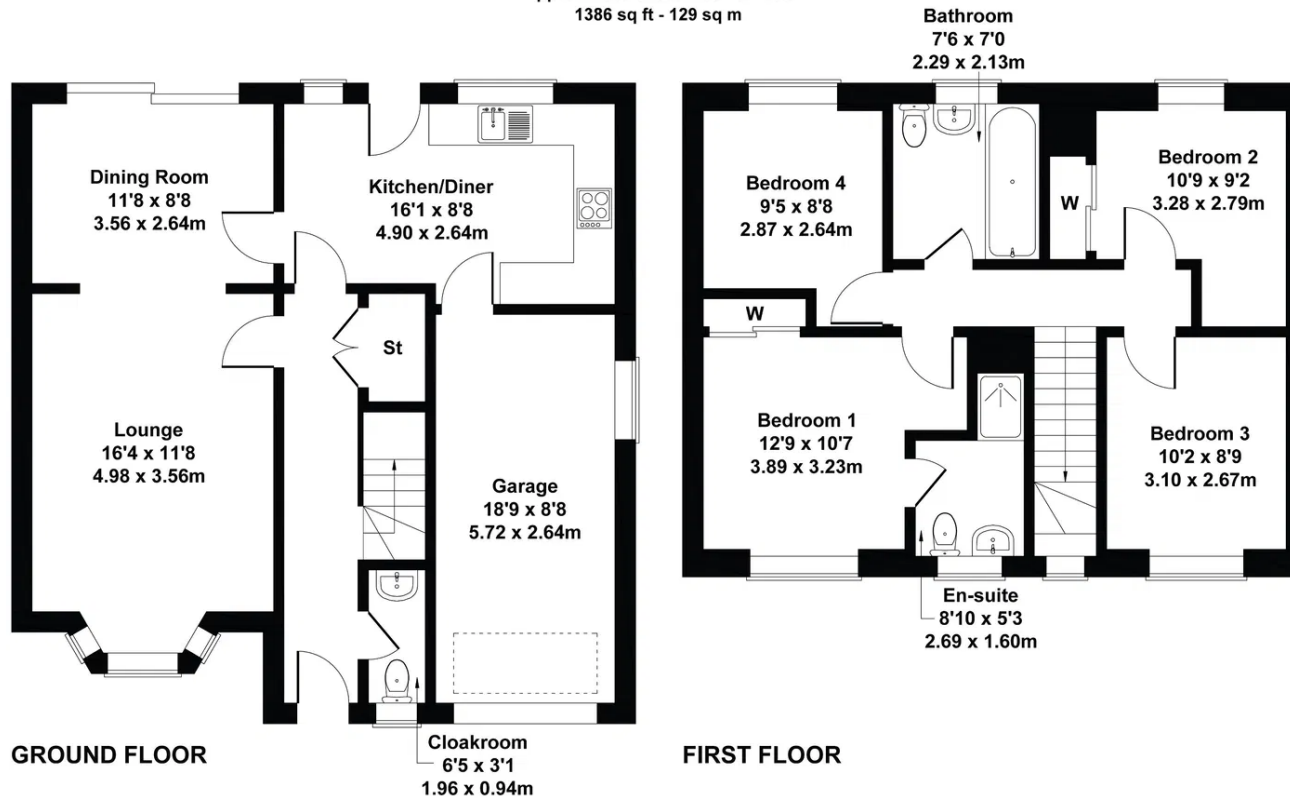 1386 sq ft - 129 sq m
Bathroom
7'6 x 7'0
2.29 x 2.13m
Dining Room
11'8 x 8'8
3.56 x 2.64m
Kitchen/Diner
16'1 x 8'8
4.90 x 2.64m
Bedroom 4
9'5 x 8'8
2.87 x 2.64m
W
Bedroom 2
10'9 x 9'2
3.28 x 2.79m
St
W
Lounge
16'4 x 11'8
4.98 x 3.56m
Garage
18'9 x 8'8
5.72 x 2.64m
Bedroom 1
12'9 x 10'7
3.89 x 3.23m
Bedroom 3
10'2 x 8'9
3.10 x 2.67m
En-suite
8'10 x 5'3
2.69 x 1.60m
Cloakroom
6'5 x 3'1
1.96 x 0.94m
GROUND FLOOR
FIRST FLOOR